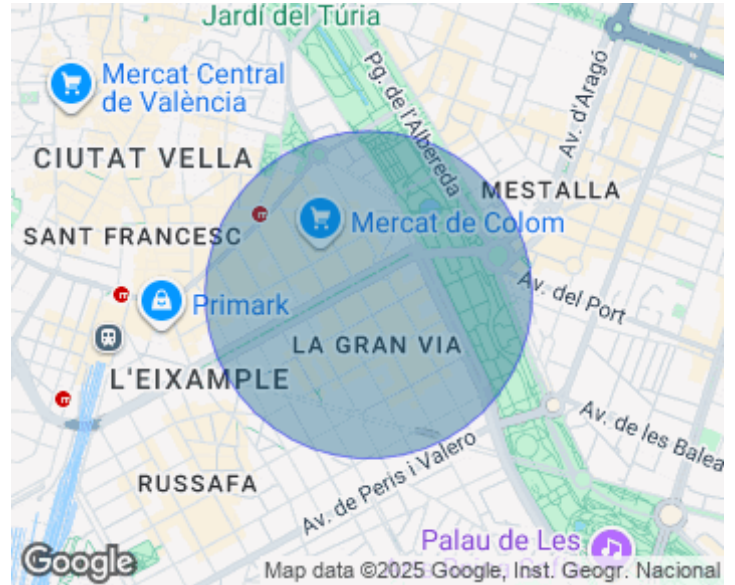 Jardí del Túria
Mercat Central
de València
Pg. de l'Albereda
Av. d'Aragó
CIUTAT VELLA
MESTALLA
Mercat de Colom
SANT FRANCESC
m
m
Primark
Av. del Port
LA GRAN VIA
L'EIXAMPLE
m
Av. de les Balea
RUSSAFA
Av. de Peris i Valero
Palau de Les
Google
Map data ©2025 Google, Inst. Geogr. Nacional